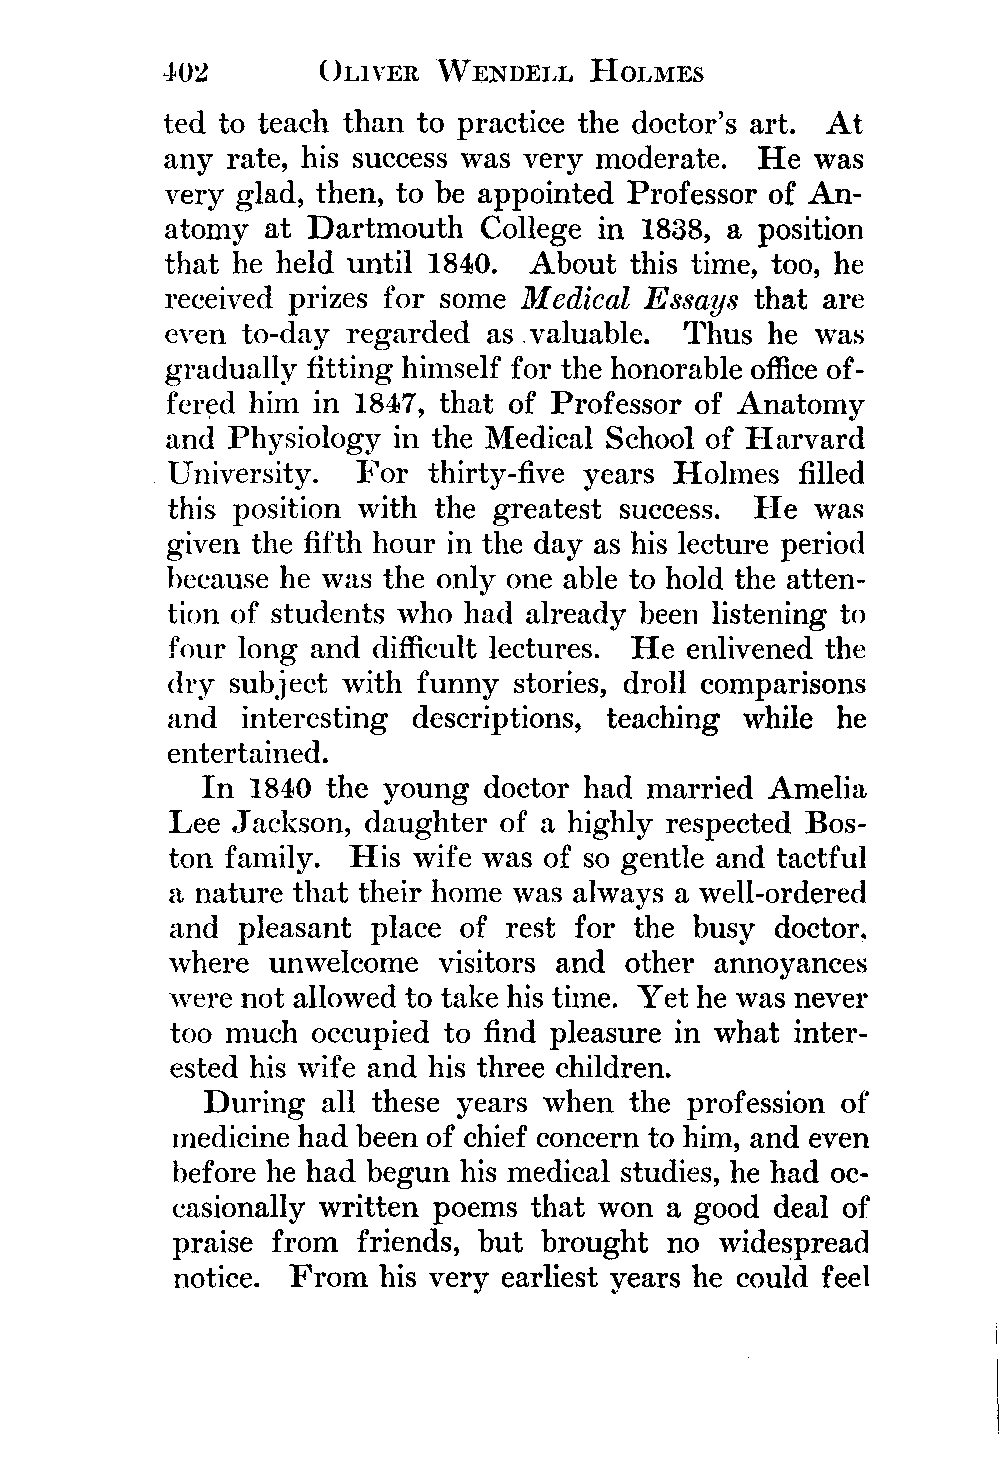 402 OLIVER WENDELL HOLMES
ted to teach than to practice the doctor's art. At
any rate, his success was very moderate. He was
very glad, then, to be appointed Professor of An-
atomy at Dartmouth College in 1838, a position
that he held until 1840. About this time, too, he
received prizes for some Medical Essays that are
even to-day regarded as valuable. Thus he was
gradually fitting himself for the honorable office of-
fered him in 1847, that of Professor of Anatomy
and Physiology in the Medical School of Harvard
University. For thirty-five years Holmes filled
this position with the greatest success. He was
given the fifth hour in the day as his lecture period
because he was the only one able to hold the atten-
tion of students who had already been listening to
four long and difficult lectures. He enlivened the
dry subject with funny stories, droll comparisons
and interesting descriptions, teaching while he
entertained.
In 1840 the young doctor had married Amelia
Lee Jackson, daughter of a highly respected Bos-
ton family. His wife was of so gentle and tactful
a nature that their home was always a well-ordered
and pleasant place of rest for the busy doctor,
where unwelcome visitors and other annoyances
were not allowed to take his time. Yet he was never
too much occupied to find pleasure in what inter-
ested his wife and his three children.
During all these years when the profession of
medicine had been of chief concern to him, and even
before he had begun his medical studies, he had oc-
casionally written poems that won a good deal of
praise from friends, but brought no widespread
notice. From his very earliest years he could feel